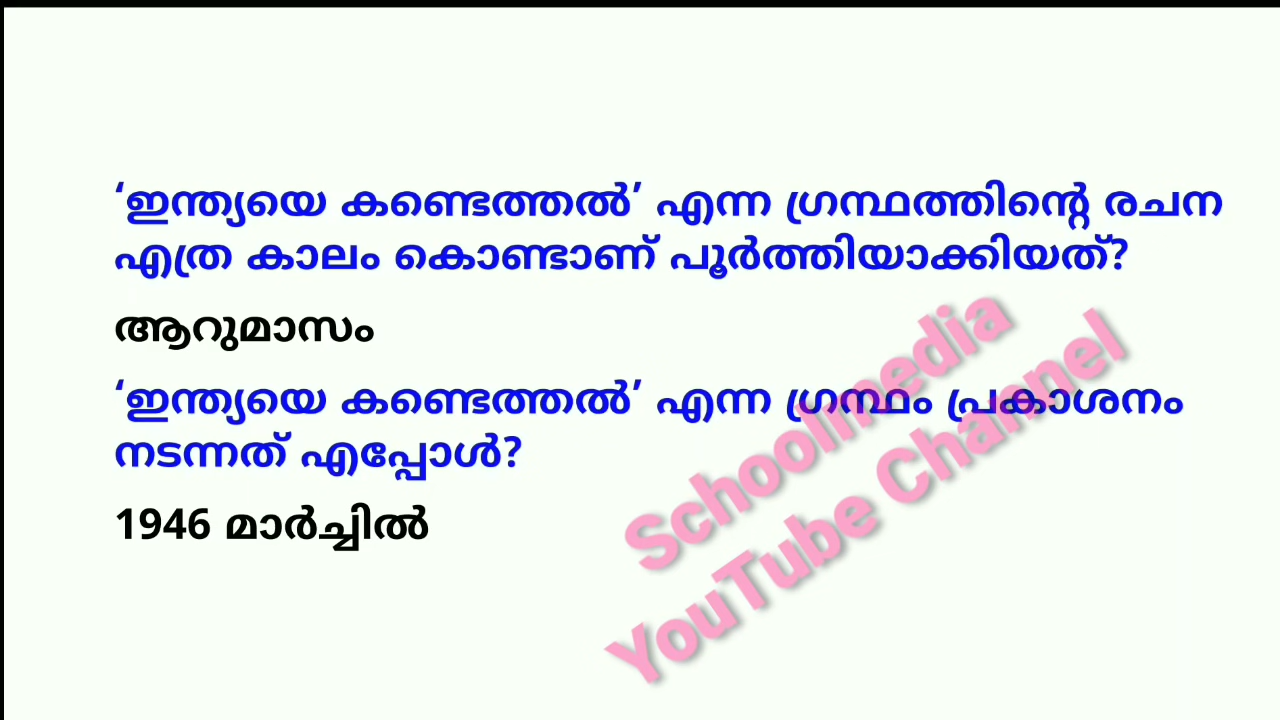 ‘ഇന്ത്യയെ കണ്ടെത്തൽ’ എന്ന ഗ്രന്ഥത്തിന്റെ രചന
എത്ര കാലം കൊണ്ടാണ് പൂർത്തിയാക്കിയത്?
ആറുമാസം
‘ഇന്ത്യയെ കണ്ടെത്തൽ’ എന്ന ഗ്രന്ഥം പ്രകാശനം
നടന്നത് എപ്പോൾ?
1946 മാർച്ചിൽ
Schoolmedia
YouTube Channel